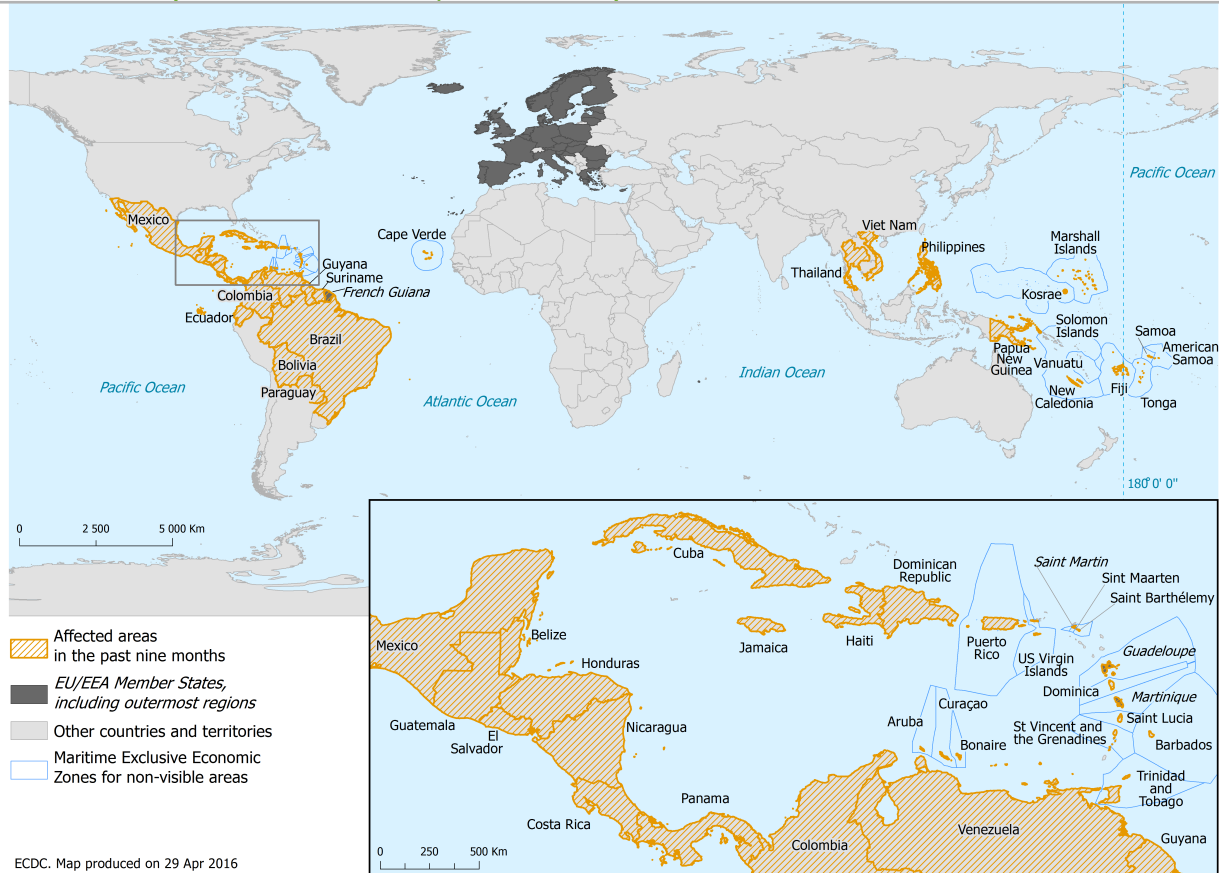 Pacific Ocean
Mexico
Cape Verde
Viet Nam
Philippines
Marshall
Islands
Thailand
Guyana
Suriname
French Guiana
Colombia
Ecuador
Kosrae
Solomon
Islands
Samoa
American
Samoa
Brazil
Papua
New
Guinea
Vanuatu
Bolivia
Indian Ocean
Pacific Ocean
Paraguay
Atlantic Ocean
New
Caledonia
Fiji
Tonga
180° 0' 0"
0 2 500 5 000 Km
Affected areas
in the past nine months
EU/EEA Member States,
including outermost regions
Other countries and territories
Maritime Exclusive Economic
Zones for non-visible areas
ECDC. Map produced on 29 Apr 2016
Cuba
Dominican
Republic
Saint Martin
Sint Maarten
Saint Barthélemy
Mexico
Belize
Jamaica
Haiti
Puerto
Rico
US Virgin
Islands
Guadeloupe
Honduras
Dominica
Martinique
Guatemala
El
Salvador
Nicaragua
Aruba
Curaçao
Bonaire
St Vincent and
the Grenadines
Saint Lucia
Barbados
Trinidad
and
Tobago
Costa Rica
Panama
Colombia
Venezuela
Guyana
0 250 500 Km